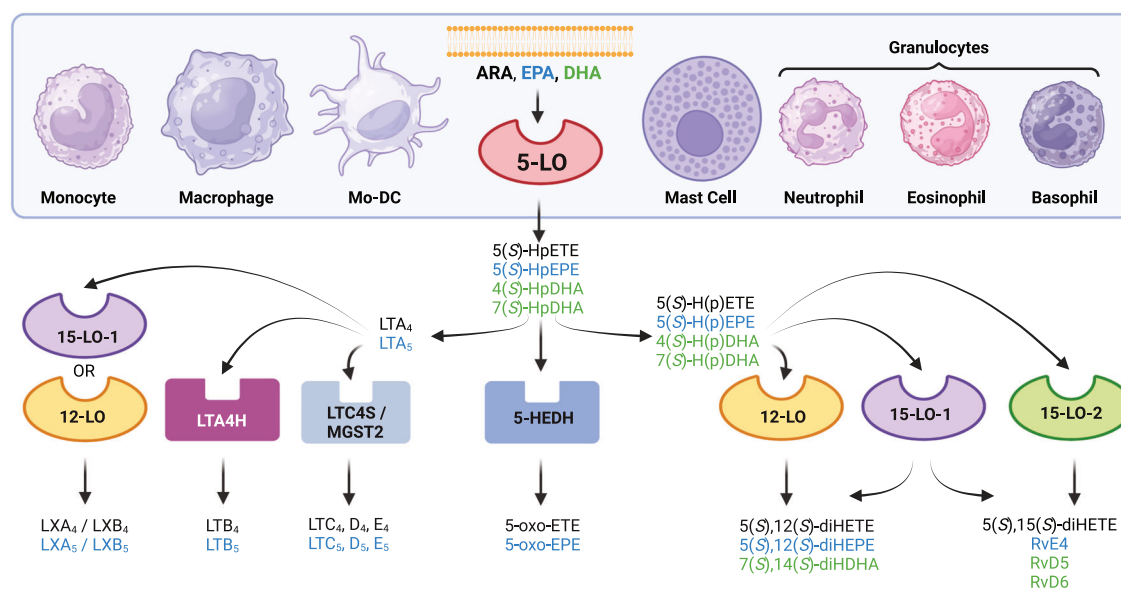 Granulocytes
ARA, EPA, DHA
5-LO
Monocyte
Macrophage
Mo-DC
Mast Cell
Neutrophil
Eosinophil
Basophil
5(S)-HpETE
5(S)-HpEPE
4(S)-HpDHA
7(S)-HpDHA
LTA₄
LTA₅
5(S)-H(p)ETE
5(S)-H(p)EPE
4(S)-H(p)DHA
7(S)-H(p)DHA
15-LO-1
OR
12-LO
LTA4H
LTC4S /
MGST2
5-HEDH
12-LO
15-LO-1
15-LO-2
LXA₄ / LXB₄
LXA₅ / LXB₅
LTB₄
LTB₅
LTC₄, D₄, E₄
LTC₅, D₅, E₅
5-oxo-ETE
5-oxo-EPE
5(S),12(S)-diHETE
5(S),12(S)-diHEPE
7(S),14(S)-diHDHA
5(S),15(S)-diHETE
RvE4
RvD5
RvD6